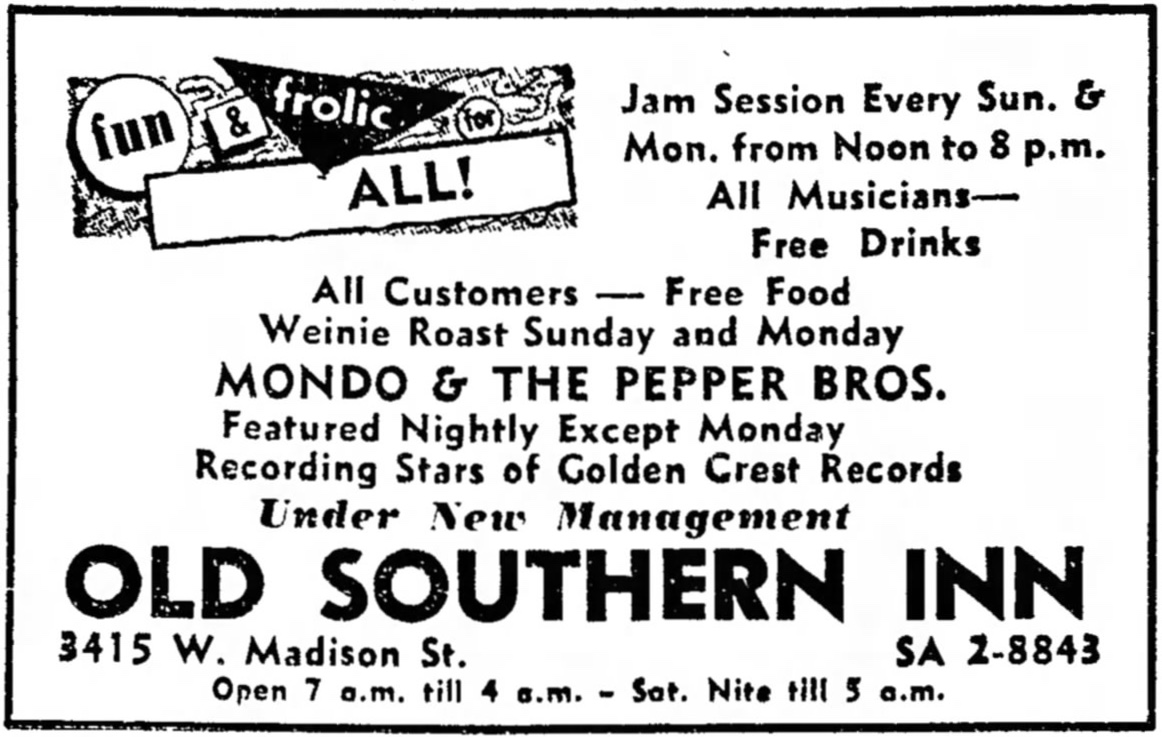 fun & frolic for
ALL!
Jam Session Every Sun. &
Mon. from Noon to 8 p.m.
All Musicians—
Free Drinks
All Customers — Free Food
Weinie Roast Sunday and Monday
MONDO & THE PEPPER BROS.
Featured Nightly Except Monday
Recording Stars of Golden Crest Records
Under New Management
OLD SOUTHERN INN
3415 W. Madison St. SA 2-8843
Open 7 a.m. till 4 a.m. – Sat. Nite till 5 a.m.